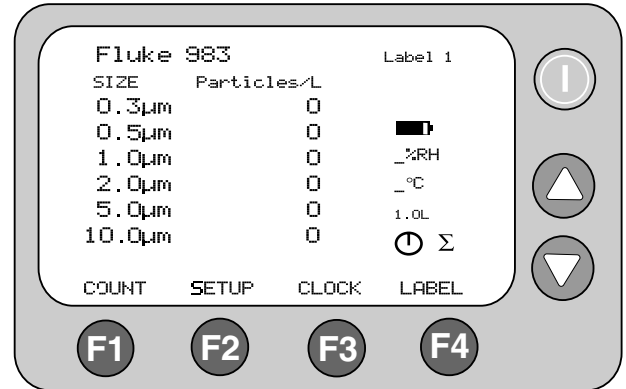 Fluke 983 Label 1
SIZE Particles/L
0.3µm 0
0.5µm 0
1.0µm 0 _%RH
2.0µm 0 _°C
5.0µm 0 1.0L
10.0µm 0 Σ
COUNT SETUP CLOCK LABEL
F1 F2 F3 F4